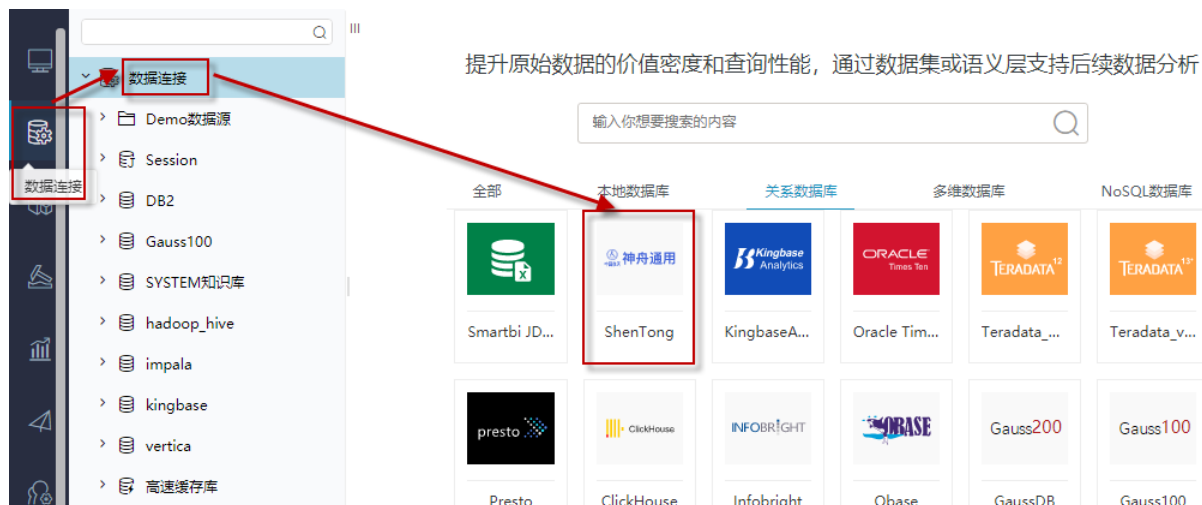 数据连接
数据连接
Demo数据源
Session
DB2
Gauss100
SYSTEM知识库
hadoop_hive
impala
kingbase
vertica
高速缓存库
提升原始数据的价值密度和查询性能，通过数据集或语义层支持后续数据分析
输入你想要搜索的内容
全部 本地数据库 关系数据库 多维数据库 NoSQL数据库
神舟通用 Kingbase Analytics ORACLE Times Ten TERADATA 12 TERADATA 13+
Smartbi JD... ShenTong KingbaseA... Oracle Tim... Teradata_... Teradata_v...
presto ClickHouse INFOBRIGHT OBASE Gauss200 Gauss100
Presto ClickHouse Infobright Obase GaussDB Gauss100